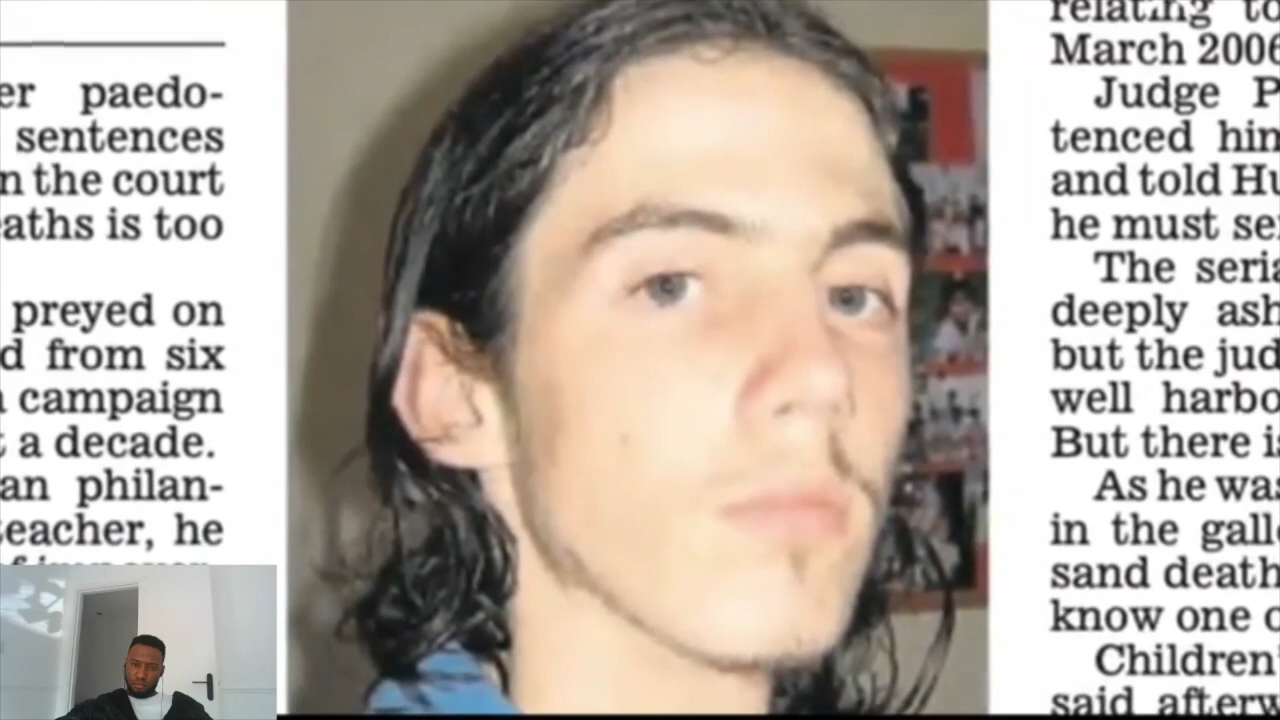 er paedo-
sentences
n the court
eaths is too
preyed on
d from six
campaign
t a decade.
an philan-
teacher, he
relating to
March 2006
Judge P
tenced him
and told Hu
he must se
The seria
deeply ash
but the jud
well harbo
But there is
As he was
in the galle
sand death
know one o
Children'
said afterw